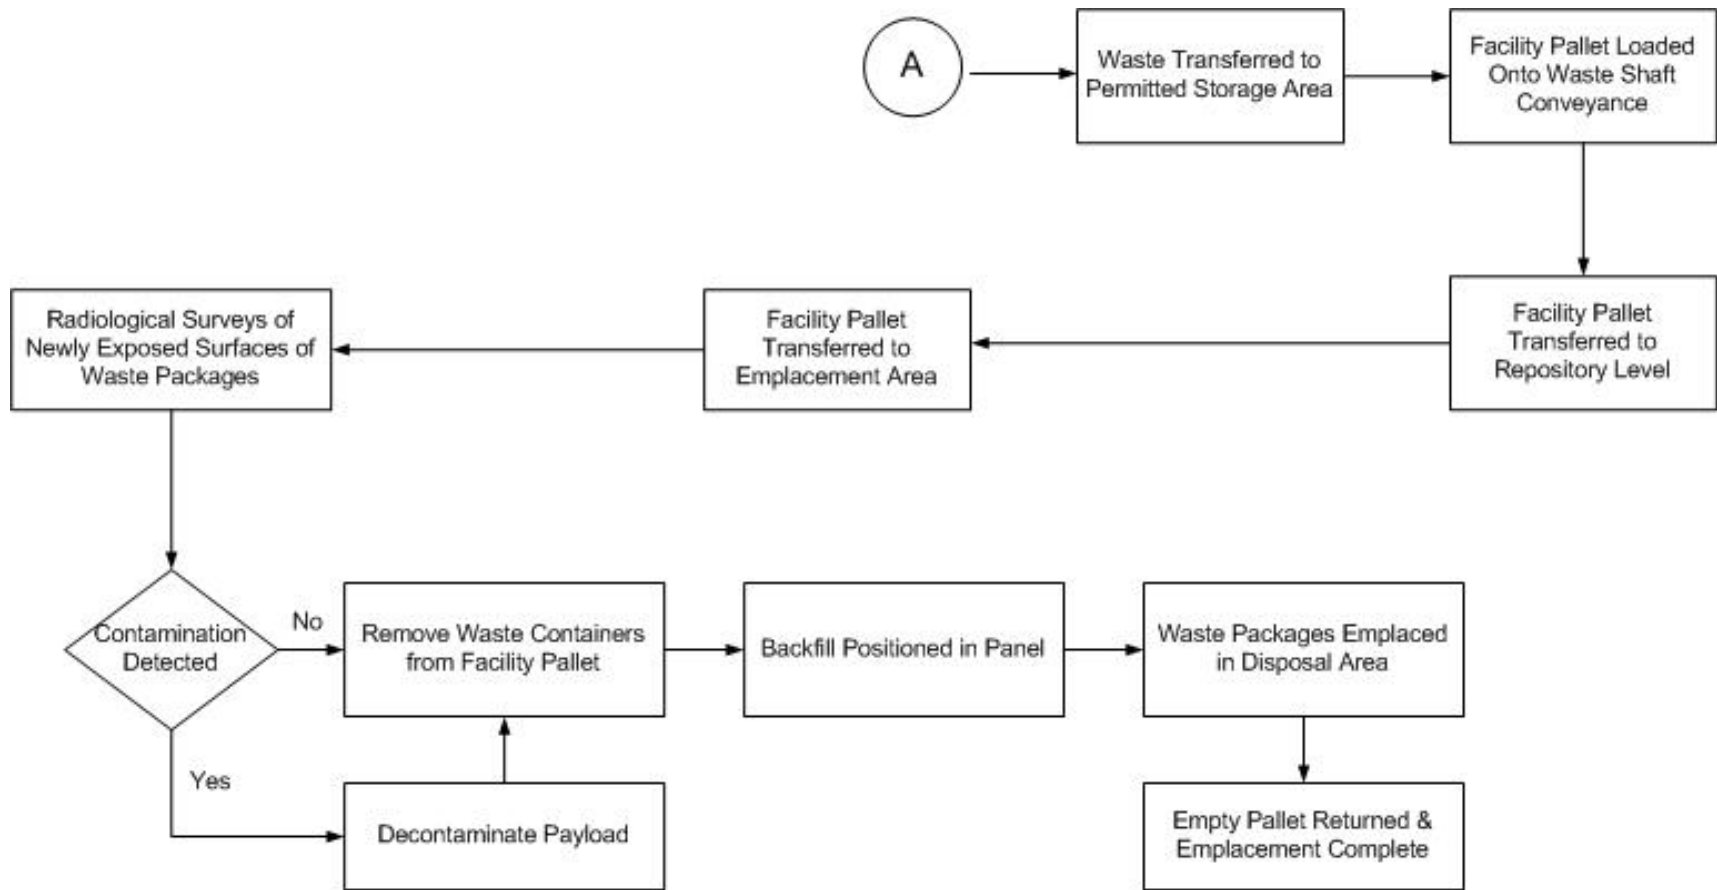 A
Waste Transferred to
Permitted Storage Area
Facility Pallet Loaded
Onto Waste Shaft
Conveyance
Facility Pallet
Transferred to
Repository Level
Facility Pallet
Transferred to
Emplacement Area
Radiological Surveys of
Newly Exposed Surfaces of
Waste Packages
Contamination
Detected
No
Yes
Decontaminate Payload
Remove Waste Containers
from Facility Pallet
Backfill Positioned in Panel
Waste Packages Emplaced
in Disposal Area
Empty Pallet Returned &
Emplacement Complete